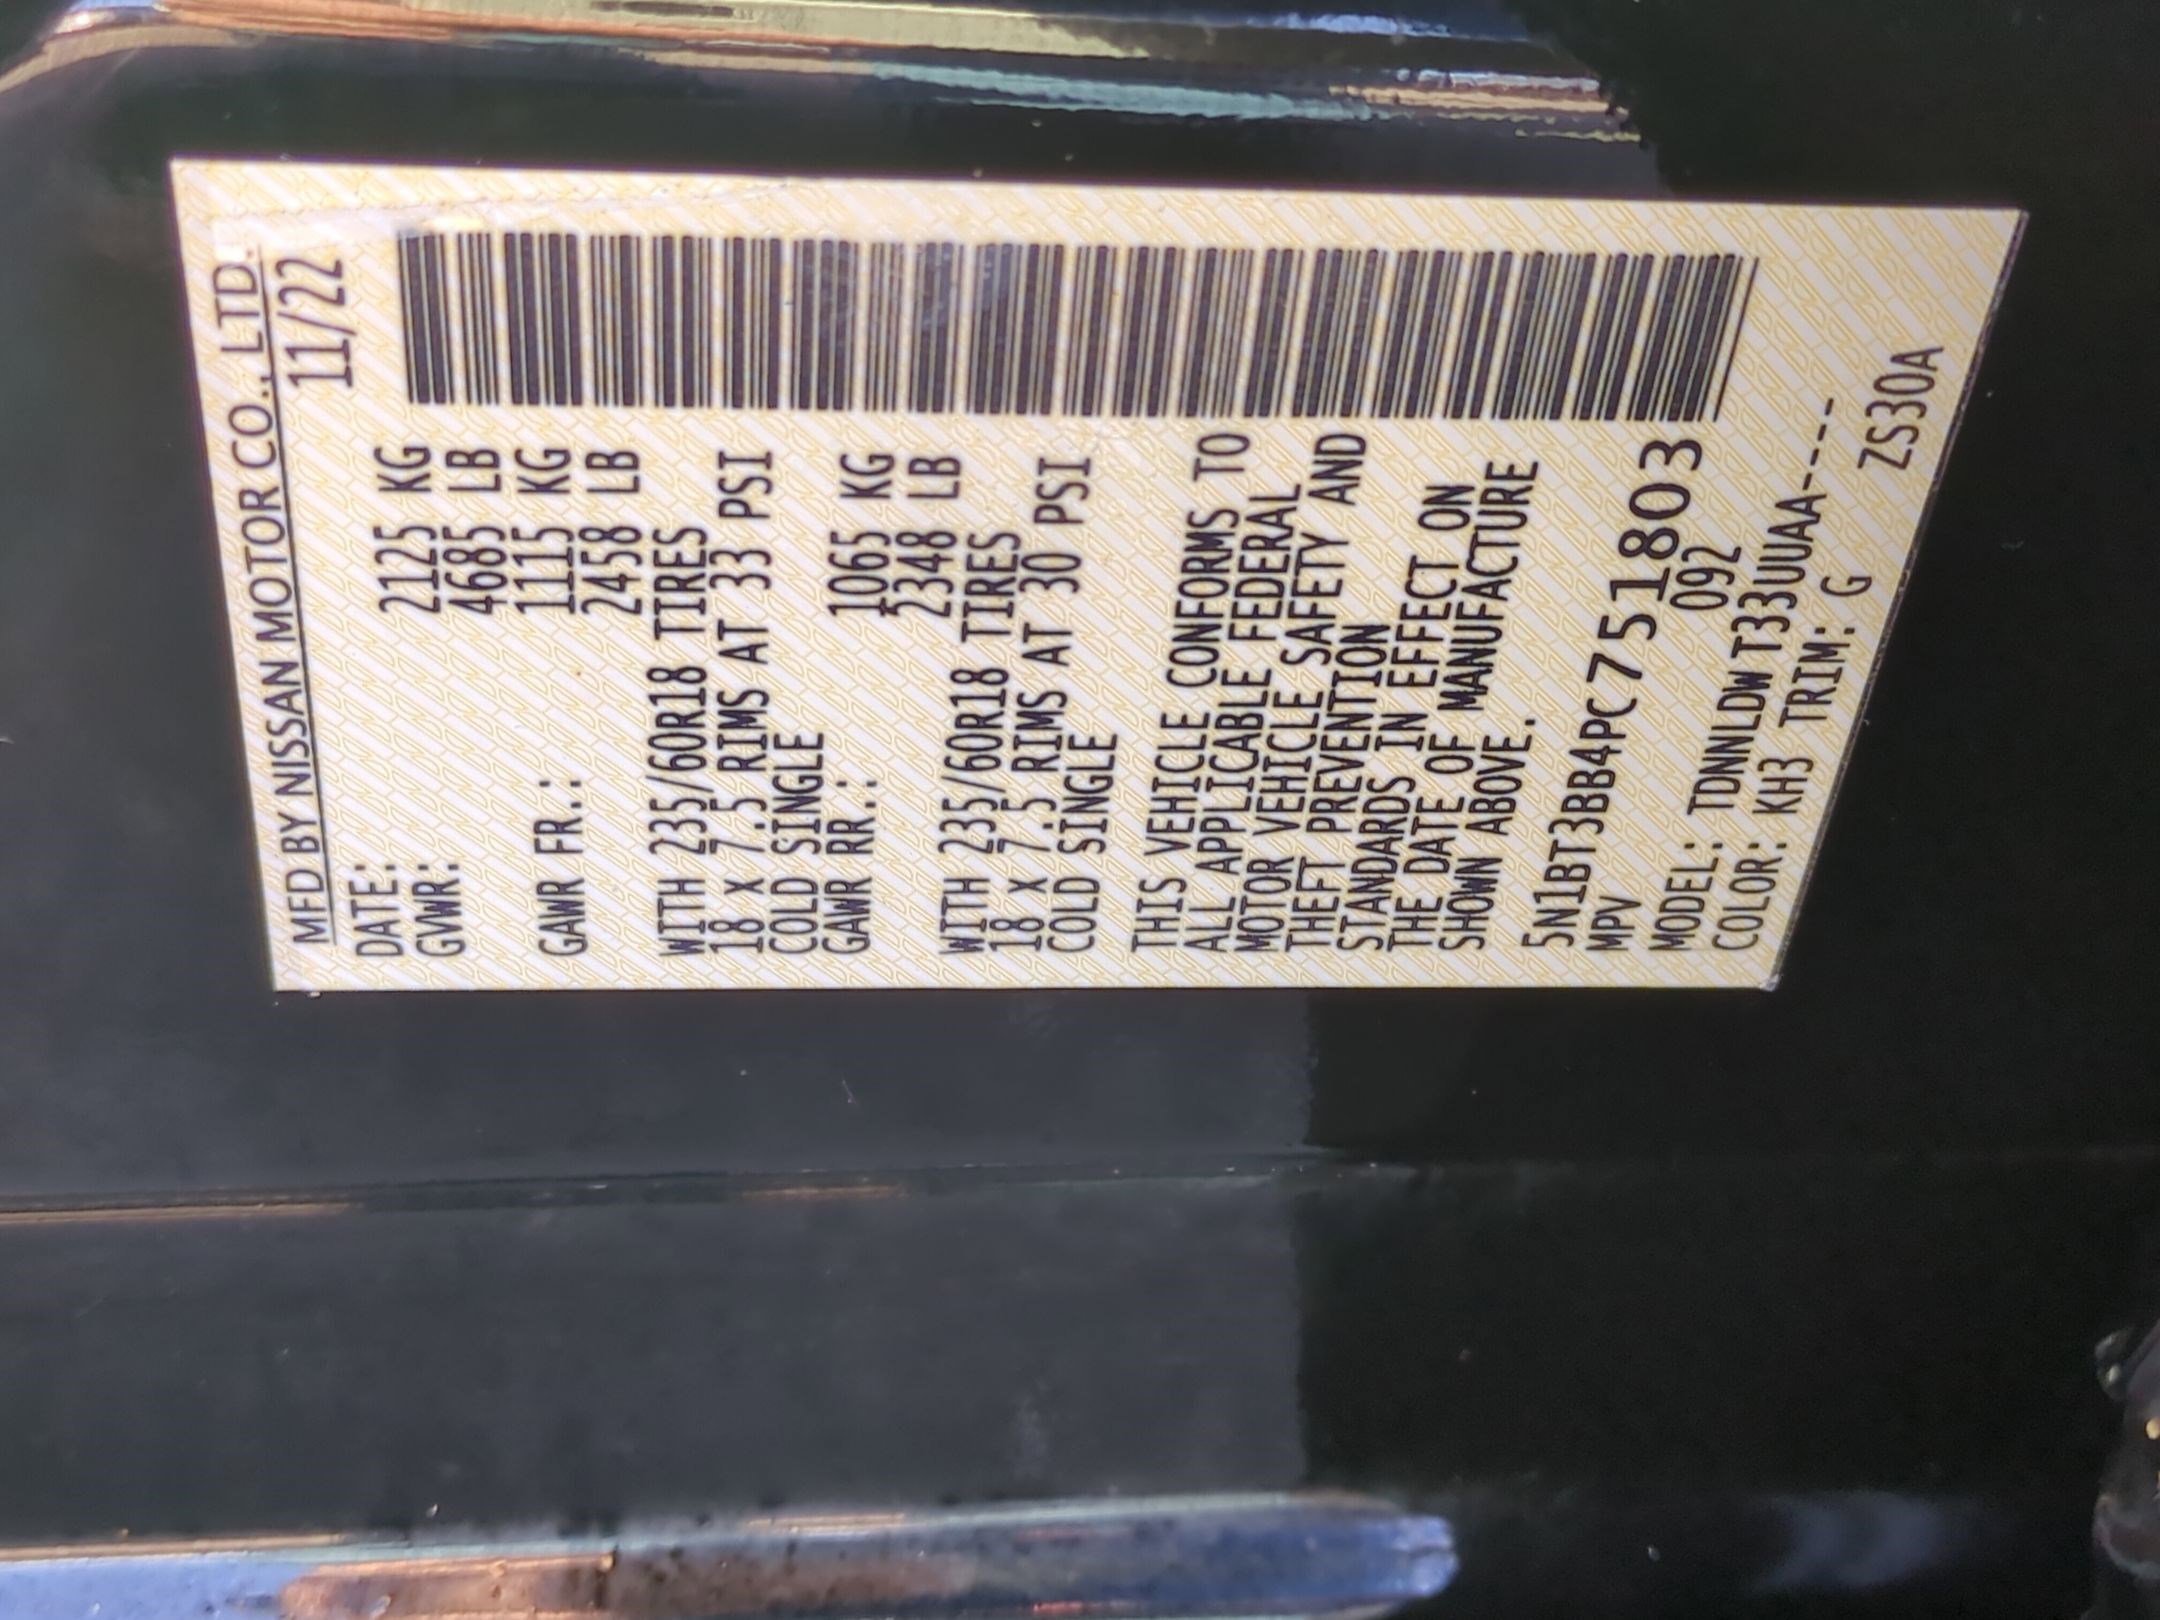 MFD BY NISSAN MOTOR CO., LTD.
DATE: 11/22
GVWR: 2125 KG
4685 LB
GAWR FR.: 1115 KG
2458 LB
WITH 235/60R18 TIRES
18 X 7.5 RIMS AT 33 PSI
COLD SINGLE
GAWR RR.: 1065 KG
2348 LB
WITH 235/60R18 TIRES
18 X 7.5 RIMS AT 30 PSI
COLD SINGLE
THIS VEHICLE CONFORMS TO
ALL APPLICABLE FEDERAL
MOTOR VEHICLE SAFETY AND
THEFT PREVENTION
STANDARDS IN EFFECT ON
THE DATE OF MANUFACTURE
SHOWN ABOVE.
5N1BT3BB4PC751803
MPV 092
MODEL: TDNNLDWT33UUAA-----
COLOR: KH3 TRIM: G ZS30A